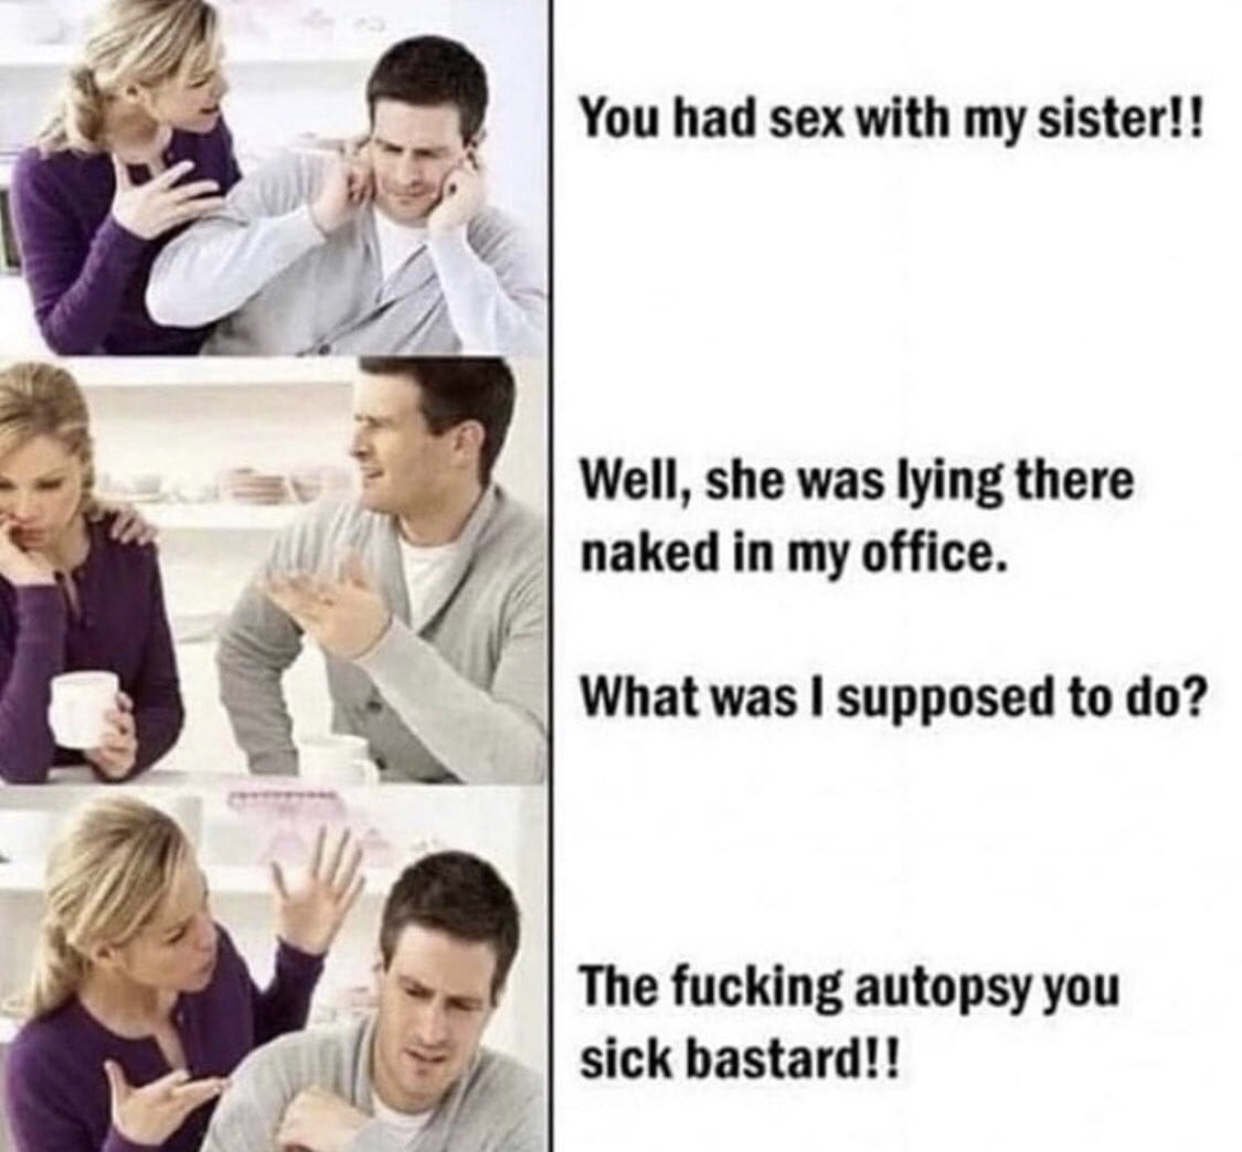 You had sex with my sister!!
Well, she was lying there
naked in my office.
What was I supposed to do?
The fucking autopsy you
sick bastard!!